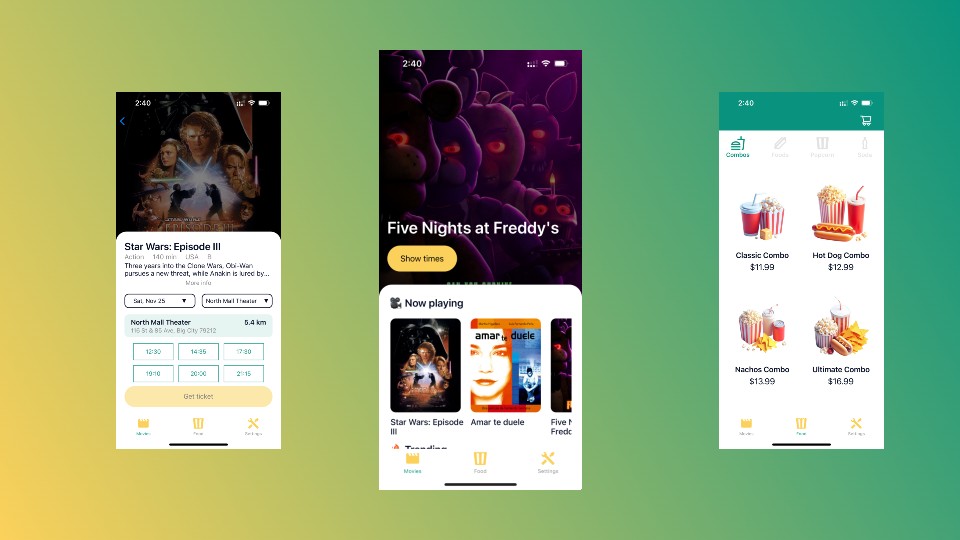 2:40
STAR WARS
EPISODE III
Star Wars: Episode III
Action 140 min USA R
Three years into the Clone Wars, Obi-Wan
pursues a new threat, while Anakin is lured by...
More info
Sat, Nov 25 ▼
North Mall Theater ▼
North Mall Theater 5.4 km
116 St & 85 Ave, Big City 79212
12:30 14:35 17:30
19:10 20:00 21:15
Get ticket
Movies Food Settings
2:40
Five Nights at Freddy's
Show times
Now playing
amar te duele
Star Wars: Episode
III
Amar te duele
Five N
Fredd
Trending
Movies Food Settings
2:40
Combos Foods Popcorn Soda
Classic Combo
$11.99
Hot Dog Combo
$12.99
Nachos Combo
$13.99
Ultimate Combo
$16.99
Movies Food Settings